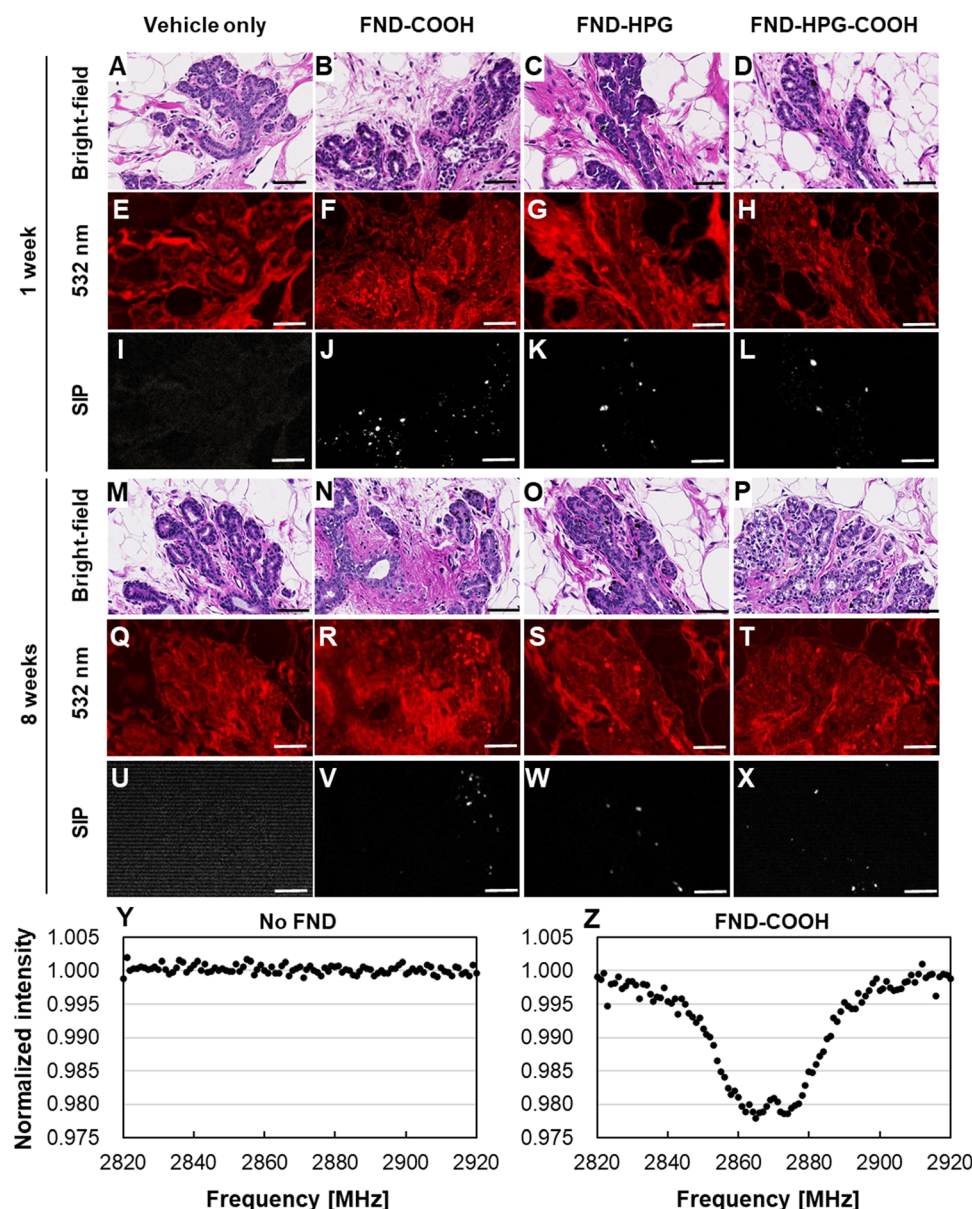 Vehicle only FND-COOH FND-HPG FND-HPG-COOH
1 week
Bright-field
A B C D
532 nm
E F G H
SIP
I J K L
8 weeks
Bright-field
M N O P
532 nm
Q R S T
SIP
U V W X
Y No FND
Normalized intensity
1.005
1.000
0.995
0.990
0.985
0.980
0.975
2820 2840 2860 2880 2900 2920
Frequency [MHz]
Z FND-COOH
1.005
1.000
0.995
0.990
0.985
0.980
0.975
2820 2840 2860 2880 2900 2920
Frequency [MHz]